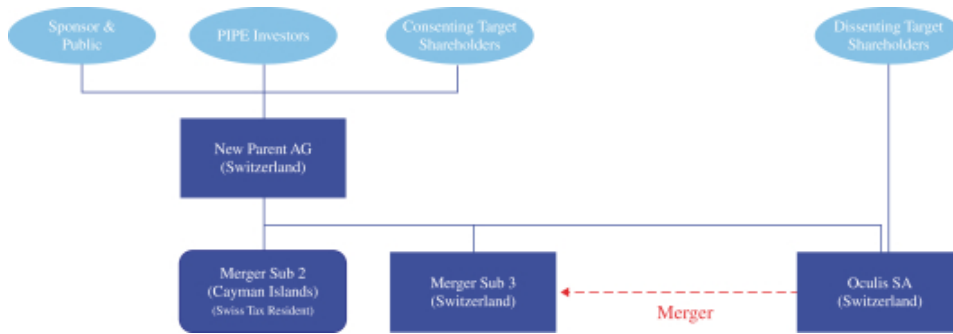 Sponsor &
Public
PIPE Investors
Consenting Target
Shareholders
Dissenting Target
Shareholders
New Parent AG
(Switzerland)
Merger Sub 2
(Cayman Islands)
(Swiss Tax Resident)
Merger Sub 3
(Switzerland)
Merger
Oculis SA
(Switzerland)